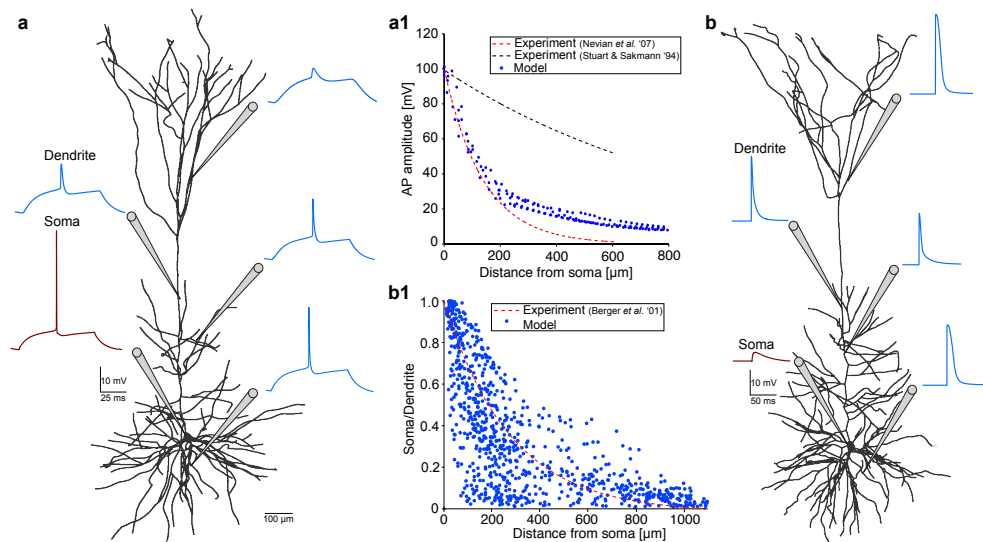 a
Dendrite
Soma
10 mV
25 ms
100 µm
a1
AP amplitude [mV]
120
100
80
60
40
20
0
Experiment (Nevian et al. '07)
Experiment (Stuart & Sakmann '94)
Model
0 200 400 600 800
Distance from soma [µm]
b1
Soma/Dendrite
1.0
0.8
0.6
0.4
0.2
0
Experiment (Berger et al. '01)
Model
0 200 400 600 800 1000
Distance from soma [µm]
b
Dendrite
Soma
10 mV
50 ms